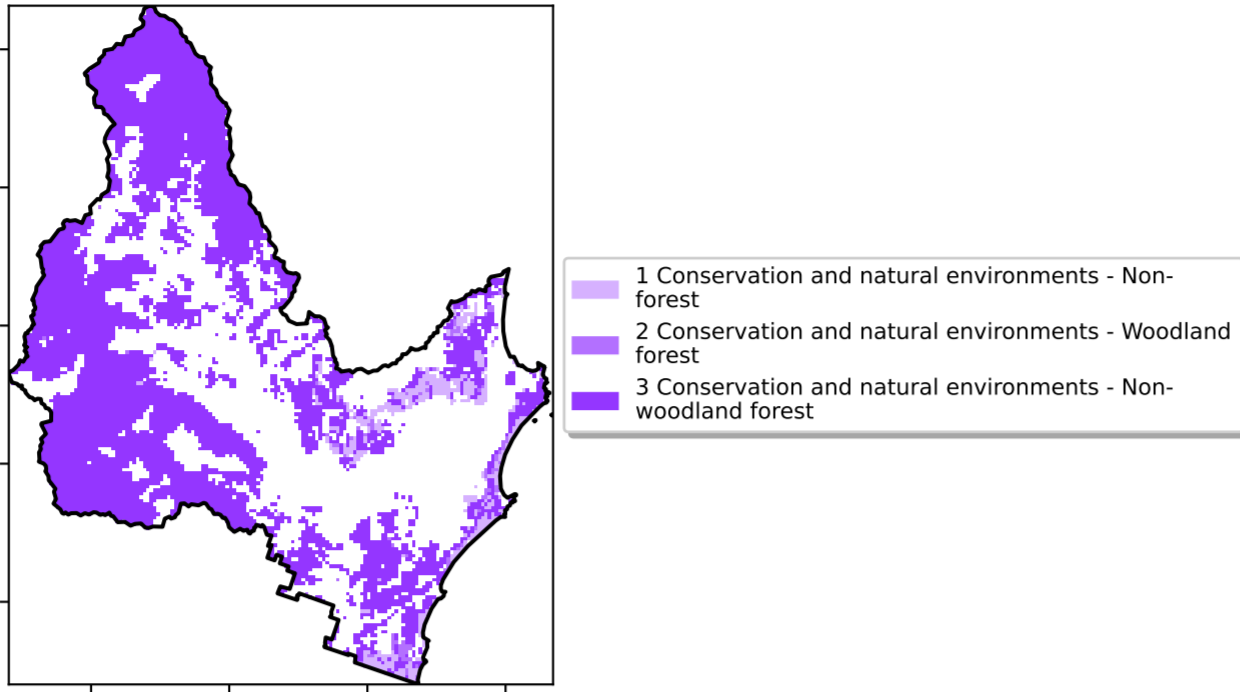 1 Conservation and natural environments - Non-
forest
2 Conservation and natural environments - Woodland
forest
3 Conservation and natural environments - Non-
woodland forest